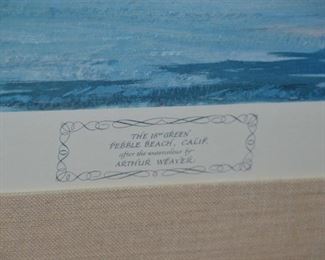 THE 18TH GREEN
PEBBLE BEACH, CALIF.
after the watercolour by
ARTHUR WEAVER